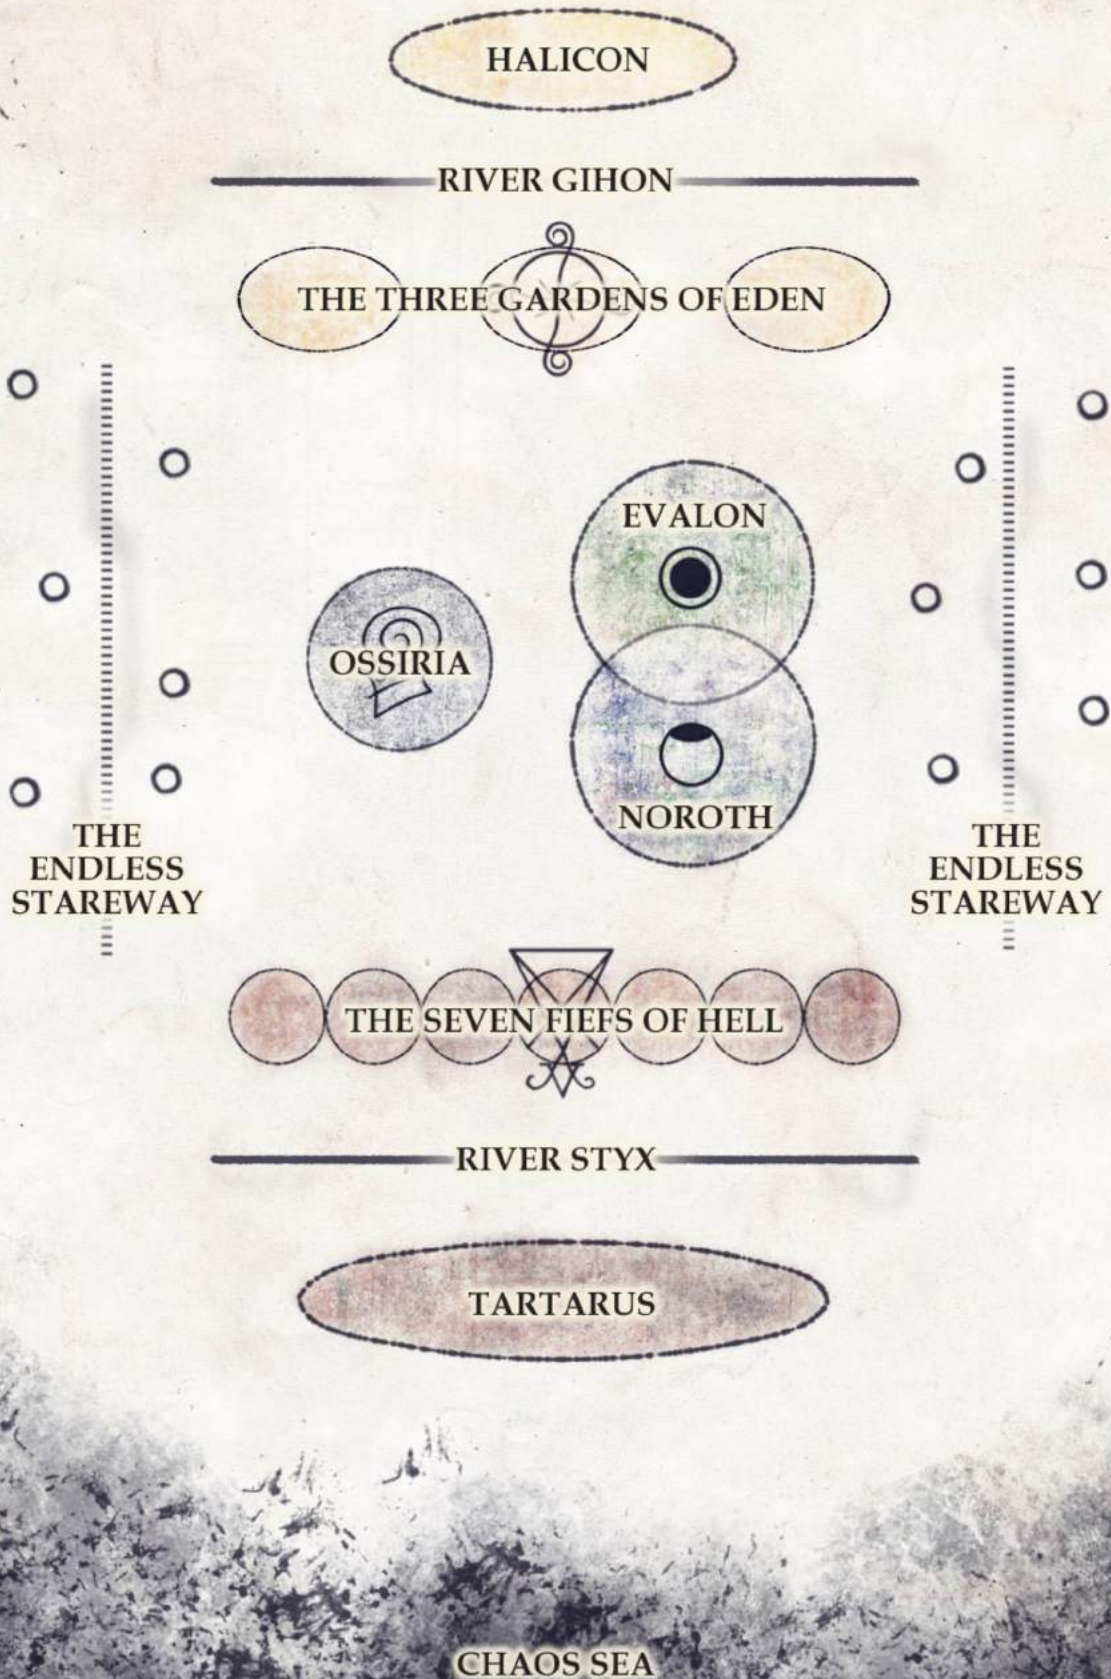 HALICON
RIVER GIHON
THE THREE GARDENS OF EDEN
EVALON
OSSIRIA
NOROTH
THE
ENDLESS
STAREWAY
THE
ENDLESS
STAREWAY
THE SEVEN FIEFS OF HELL
RIVER STYX
TARTARUS
CHAOS SEA